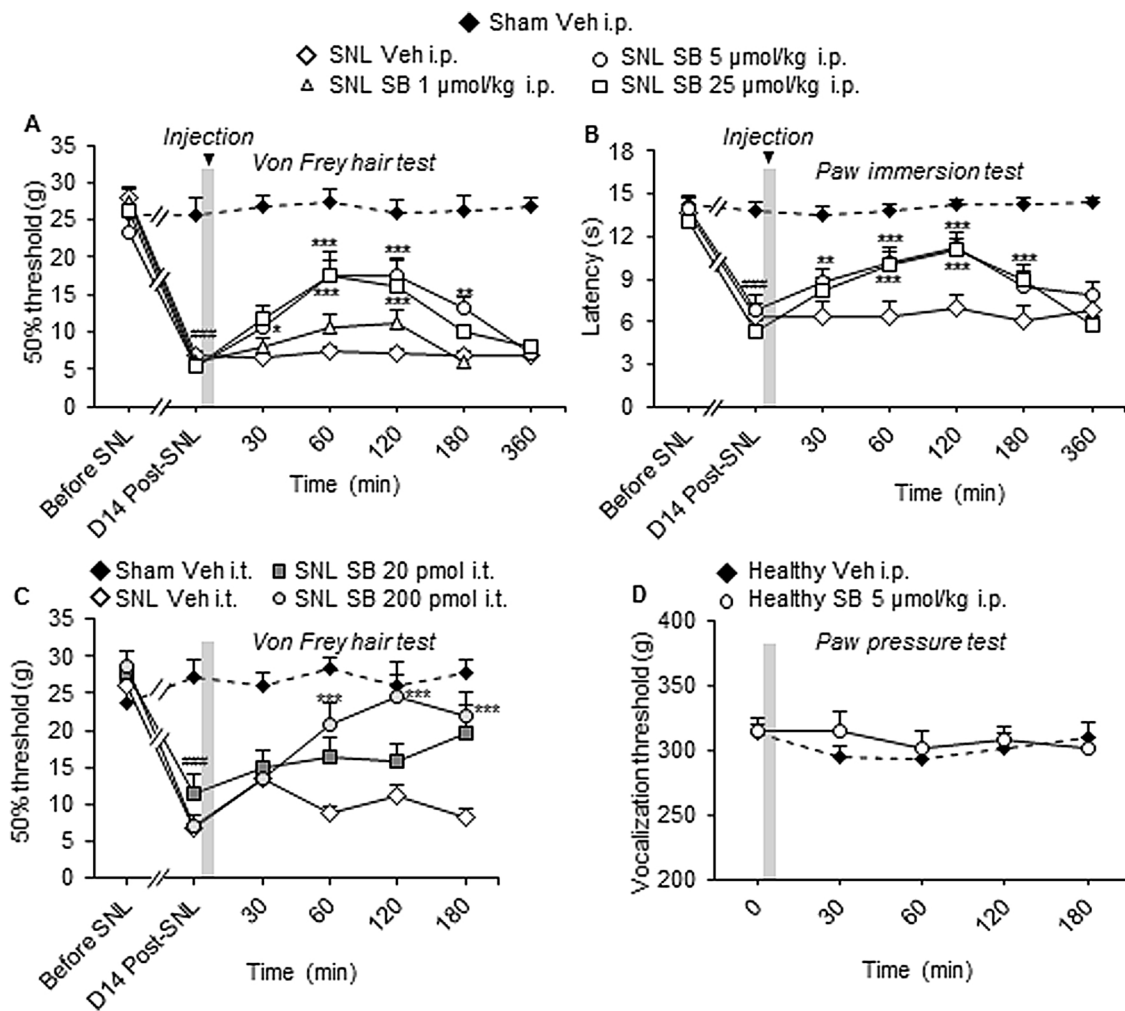 Sham Veh i.p.
SNL Veh i.p. SNL SB 5 µmol/kg i.p.
SNL SB 1 µmol/kg i.p. SNL SB 25 µmol/kg i.p.
A
Injection
Von Frey hair test
50% threshold (g)
35
30
25
20
15
10
5
0
***
***
***
***
**
*
###
Before SNL
D14 Post-SNL
30
60
120
180
360
Time (min)
B
Injection
Paw immersion test
Latency (s)
18
15
12
9
6
3
0
**
***
***
***
***
***
###
Before SNL
D14 Post-SNL
30
60
120
180
360
Time (min)
C
Sham Veh i.t. SNL SB 20 pmol i.t.
SNL Veh i.t. SNL SB 200 pmol i.t.
Von Frey hair test
50% threshold (g)
35
30
25
20
15
10
5
0
***
***
***
###
Before SNL
D14 Post-SNL
30
60
120
180
Time (min)
D
Healthy Veh i.p.
Healthy SB 5 µmol/kg i.p.
Paw pressure test
Vocalization threshold (g)
400
350
300
250
200
0
30
60
120
180
Time (min)